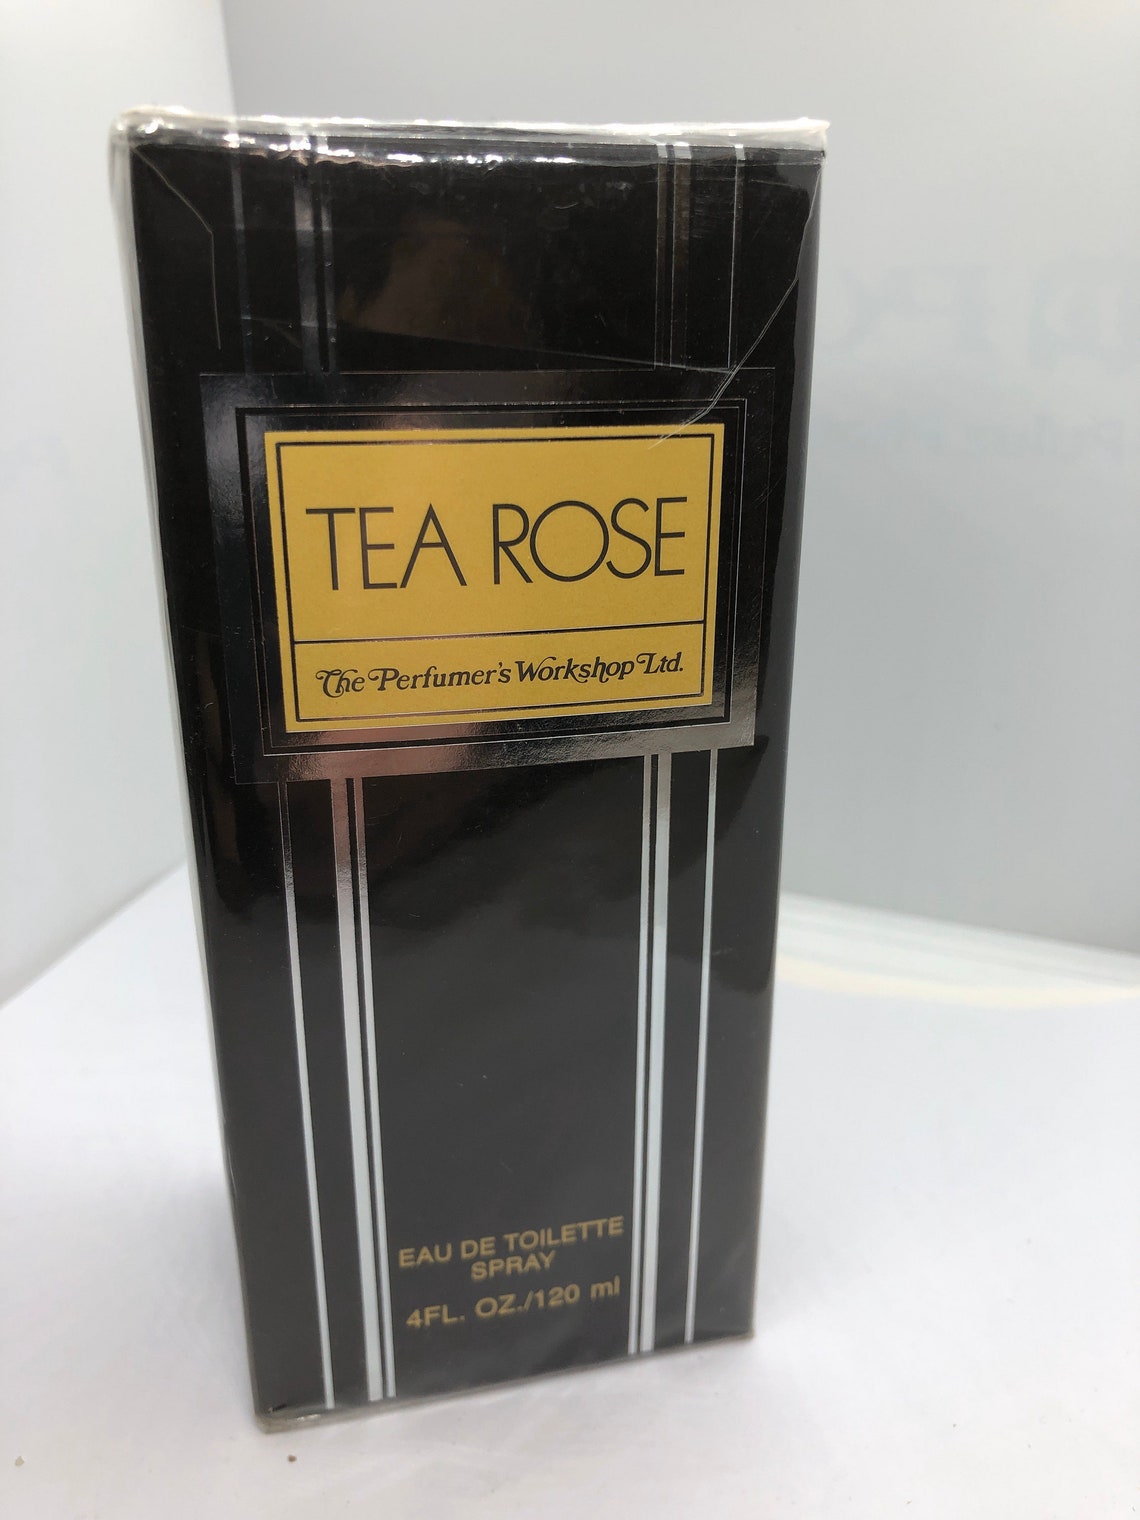 TEA ROSE
The Perfumer's Workshop Ltd.
EAU DE TOILETTE
SPRAY
4FL. OZ./120 ml